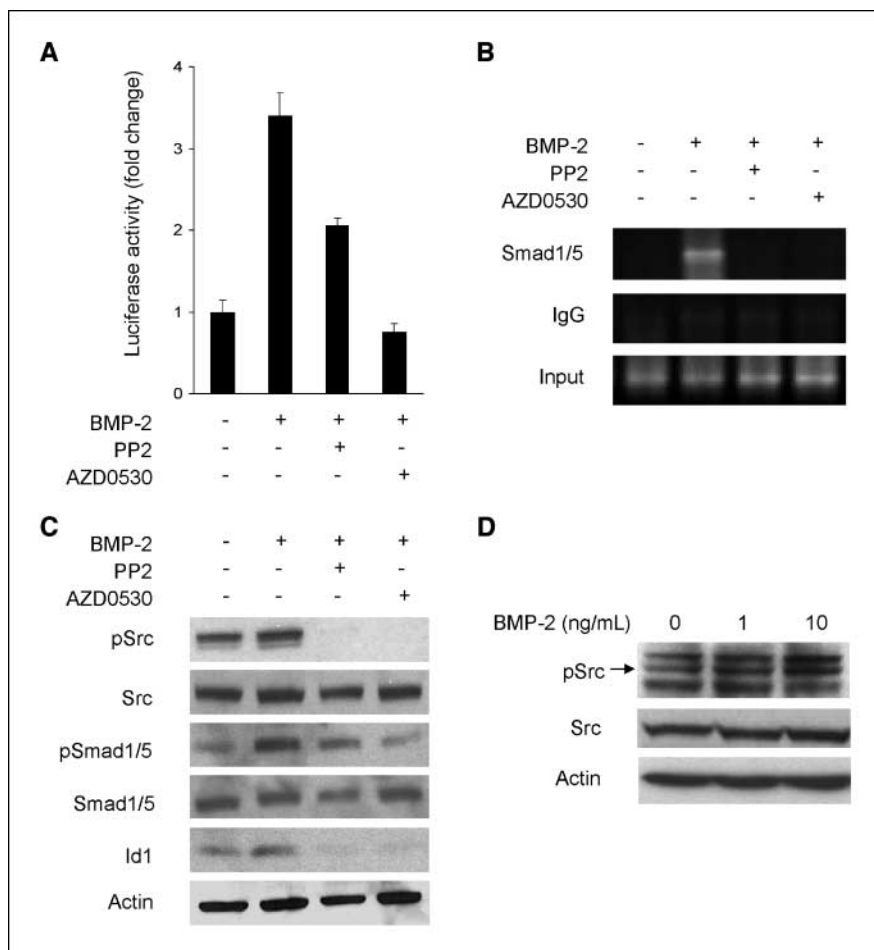 A
Luciferase activity (fold change)
4
3
2
1
0
BMP-2 - + + +
PP2 - - + -
AZD0530 - - - +
B
BMP-2 - + + +
PP2 - - + -
AZD0530 - - - +
Smad1/5
IgG
Input
C
BMP-2 - + + +
PP2 - - + -
AZD0530 - - - +
pSrc
Src
pSmad1/5
Smad1/5
Id1
Actin
D
BMP-2 (ng/mL) 0 1 10
pSrc
Src
Actin